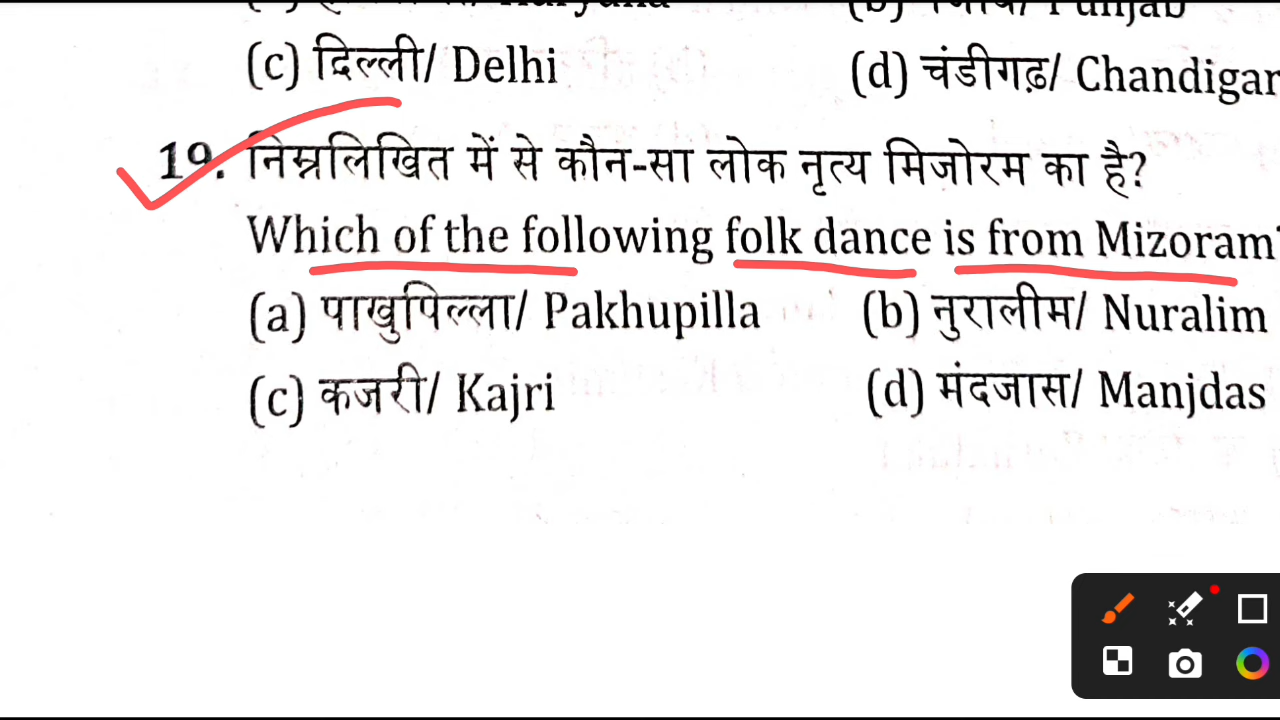 (c) दिल्ली/ Delhi (d) चंडीगढ़/ Chandigar
19. निम्नलिखित में से कौन-सा लोक नृत्य मिजोरम का है?
Which of the following folk dance is from Mizoram?
(a) पाखुपिल्ला/ Pakhupilla (b) नुरालीम/ Nuralim
(c) कजरी/ Kajri (d) मंदजास/ Manjdas